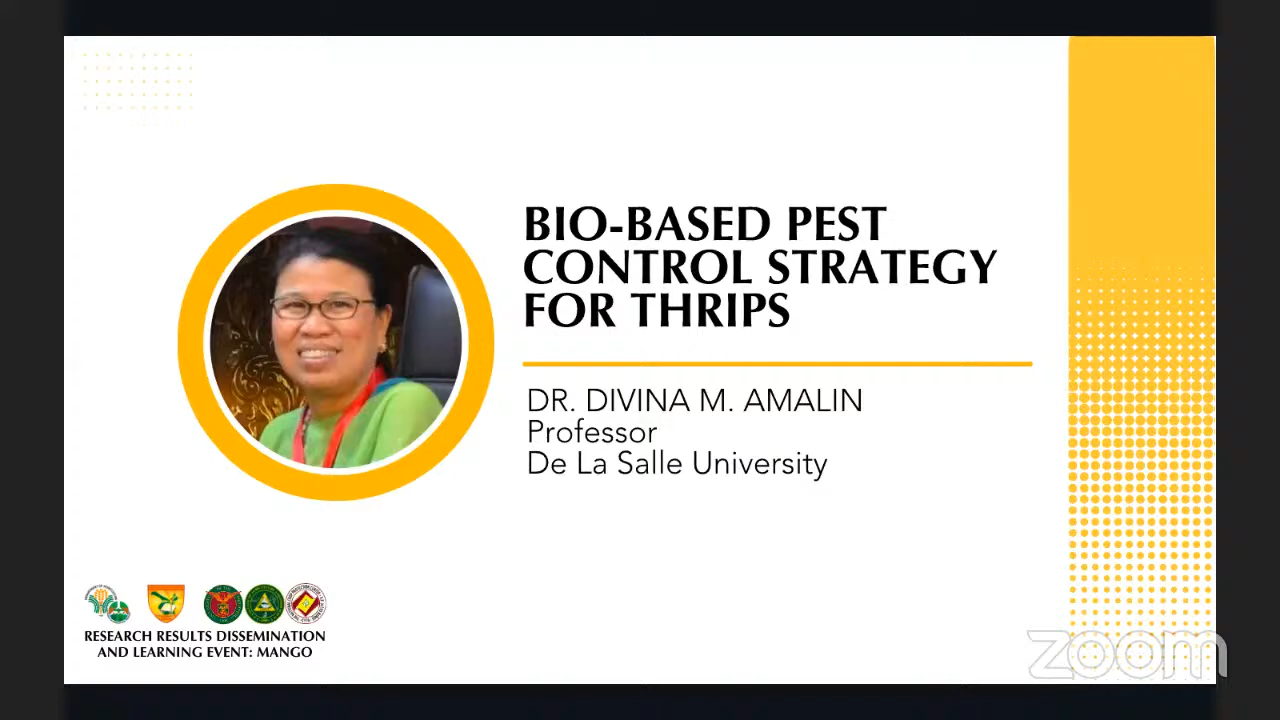 BIO-BASED PEST
CONTROL STRATEGY
FOR THRIPS
DR. DIVINA M. AMALIN
Professor
De La Salle University
RESEARCH RESULTS DISSEMINATION
AND LEARNING EVENT: MANGO
zoom